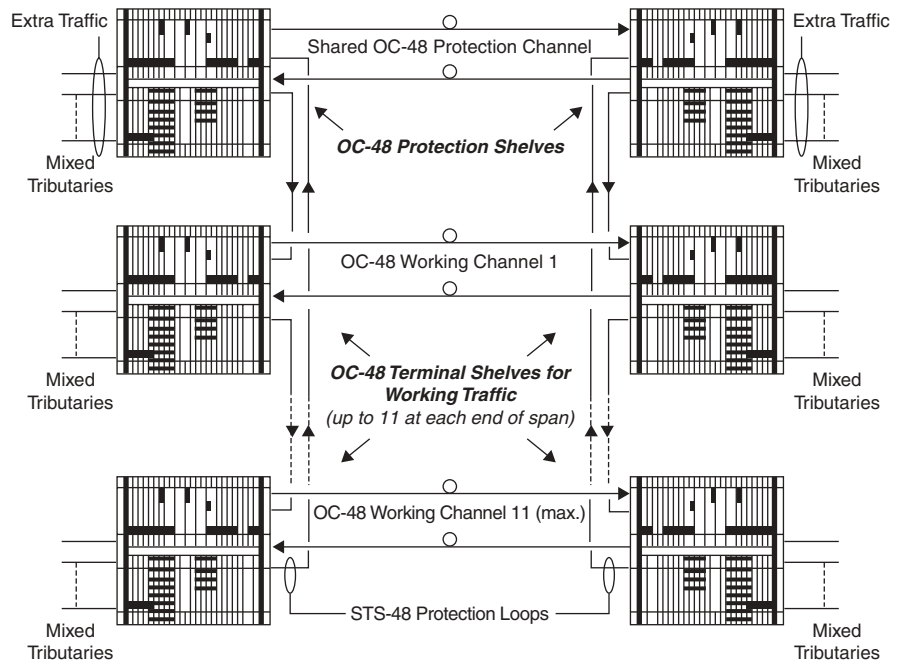 Extra Traffic
Extra Traffic
Shared OC-48 Protection Channel
OC-48 Protection Shelves
Mixed
Tributaries
Mixed
Tributaries
OC-48 Working Channel 1
Mixed
Tributaries
Mixed
Tributaries
OC-48 Terminal Shelves for
Working Traffic
(up to 11 at each end of span)
OC-48 Working Channel 11 (max.)
STS-48 Protection Loops
Mixed
Tributaries
Mixed
Tributaries